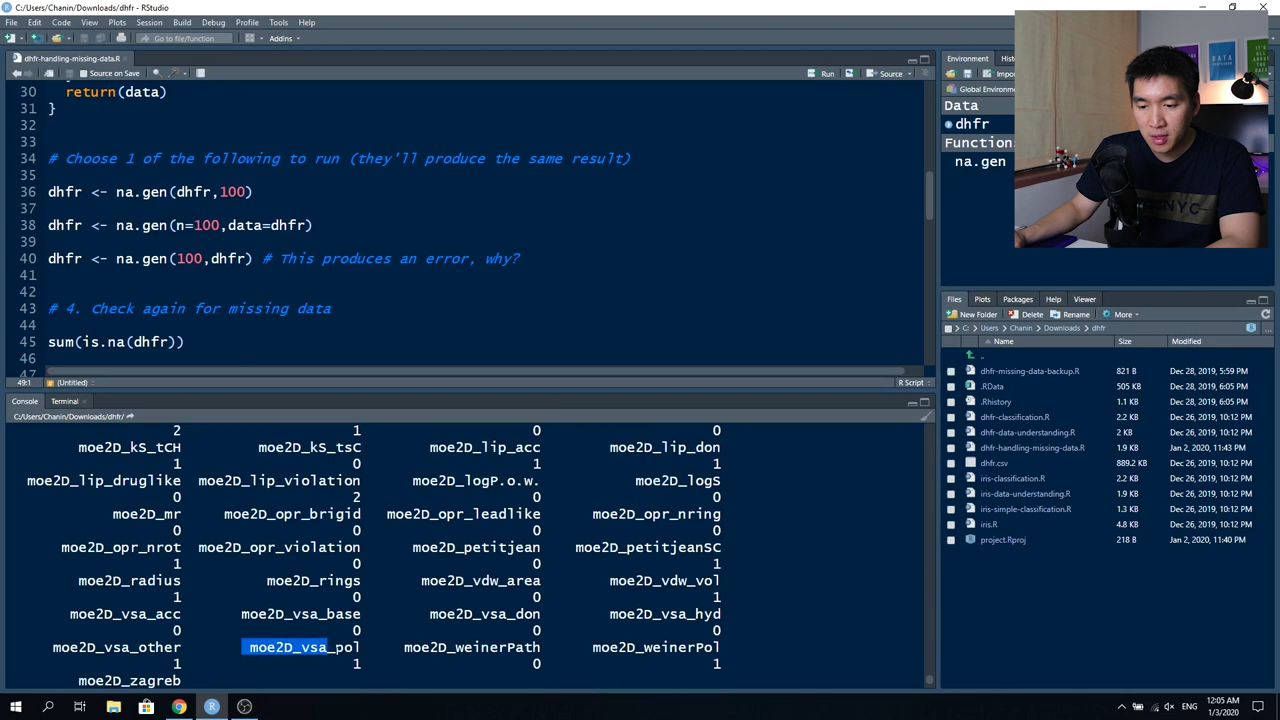 C:/Users/Chanin/Downloads/dhfr - RStudio
File Edit Code View Plots Session Build Debug Profile Tools Help
Go to file/function Addins
dhfr-handling-missing-data.R
Source on Save Run Source
30 return(data)
31 }
32
33
34 # Choose 1 of the following to run (they'll produce the same result)
35
36 dhfr <- na.gen(dhfr,100)
37
38 dhfr <- na.gen(n=100,data=dhfr)
39
40 dhfr <- na.gen(100,dhfr) # This produces an error, why?
41
42
43 # 4. Check again for missing data
44
45 sum(is.na(dhfr))
46
47
49:1 (Untitled) R Script
Console Terminal
C:/Users/Chanin/Downloads/dhfr/
2 1 0 0
moe2D_kS_tCH moe2D_kS_tsC moe2D_lip_acc moe2D_lip_don
1 0 1 1
moe2D_lip_druglike moe2D_lip_violation moe2D_logP.o.w. moe2D_logS
0 2 0 0
moe2D_mr moe2D_opr_brigid moe2D_opr_leadlike moe2D_opr_nring
0 0 0 0
moe2D_opr_nrot moe2D_opr_violation moe2D_petitjean moe2D_petitjeanSC
1 0 0 1
moe2D_radius moe2D_rings moe2D_vdw_area moe2D_vdw_vol
1 0 0 1
moe2D_vsa_acc moe2D_vsa_base moe2D_vsa_don moe2D_vsa_hyd
0 0 0 0
moe2D_vsa_other moe2D_vsa_pol moe2D_weinerPath moe2D_weinerPol
1 1 0 1
moe2D_zagreb
Environment
Global Environme
Data
dhfr
Function
na.gen
DATA
NYC
Files Plots Packages Help Viewer
New Folder Delete Rename More
C: Users Chanin Downloads dhfr
Name Size Modified
..
dhfr-missing-data-backup.R 821 B Dec 28, 2019, 5:59 PM
.RData 505 KB Dec 28, 2019, 6:05 PM
.Rhistory 1.1 KB Dec 28, 2019, 6:05 PM
dhfr-classification.R 2.2 KB Dec 26, 2019, 10:12 PM
dhfr-data-understanding.R 2 KB Dec 26, 2019, 10:12 PM
dhfr-handling-missing-data.R 1.9 KB Jan 2, 2020, 11:43 PM
dhfr.csv 889.2 KB Dec 26, 2019, 10:12 PM
iris-classification.R 2.2 KB Dec 26, 2019, 10:12 PM
iris-data-understanding.R 1.9 KB Dec 26, 2019, 10:12 PM
iris-simple-classification.R 1.3 KB Dec 26, 2019, 10:12 PM
iris.R 4.8 KB Dec 26, 2019, 10:12 PM
project.Rproj 218 B Jan 2, 2020, 11:40 PM
ENG
12:05 AM
1/3/2020